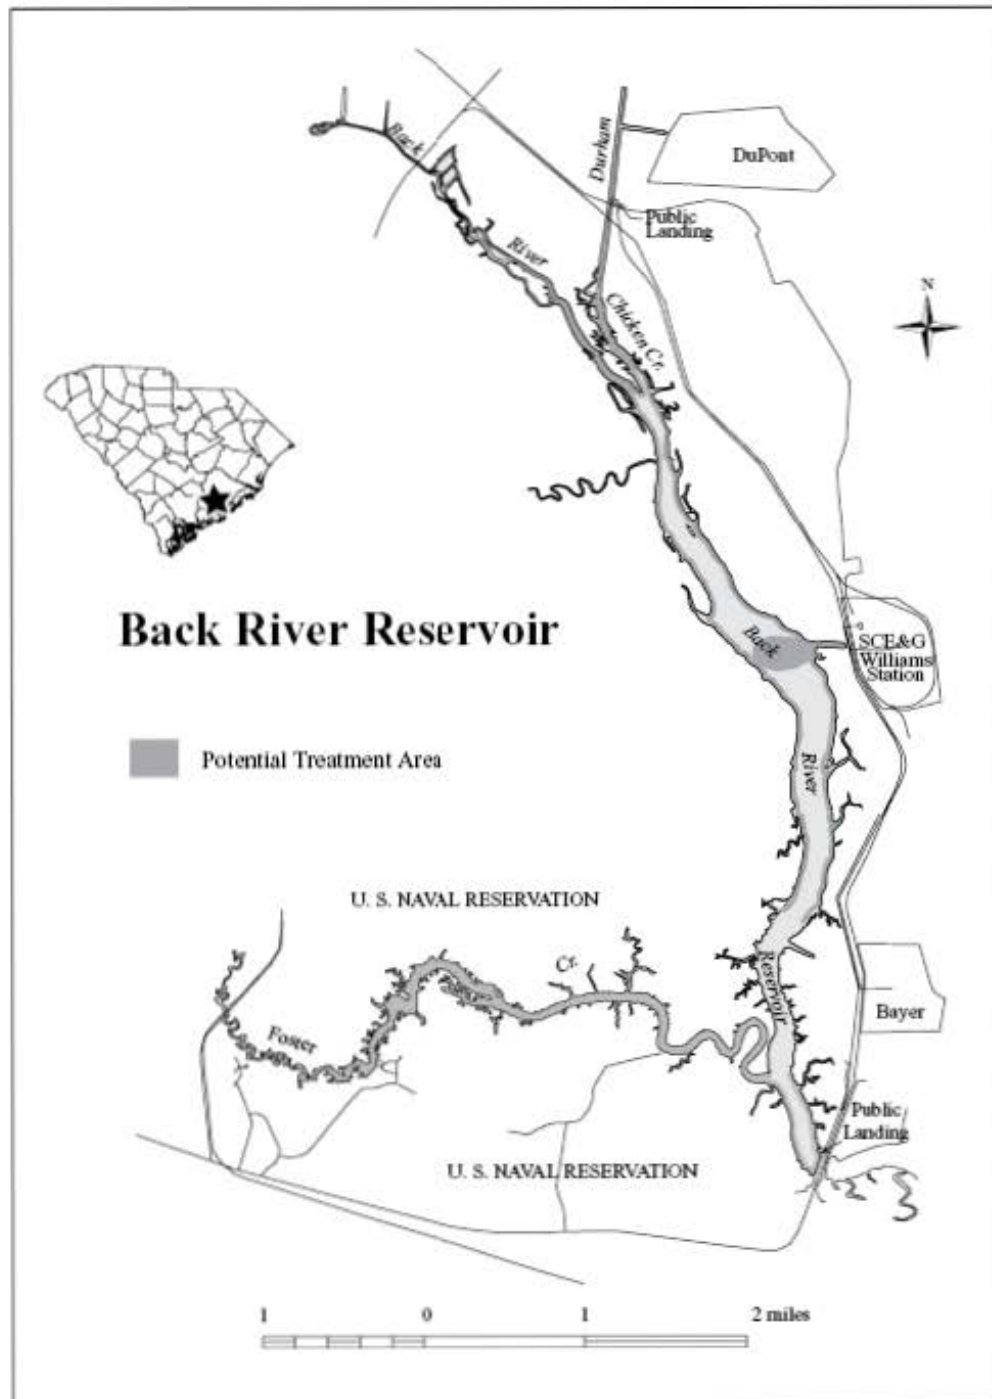 Back
River
Durham
DuPont
Public
Landing
Chicken Cr.
N
Back River Reservoir
Back
SCE&G
Williams
Station
Potential Treatment Area
River
U. S. NAVAL RESERVATION
Cr.
Reservoir
Foster
Bayer
Public
Landing
U. S. NAVAL RESERVATION
1 0 1 2 miles